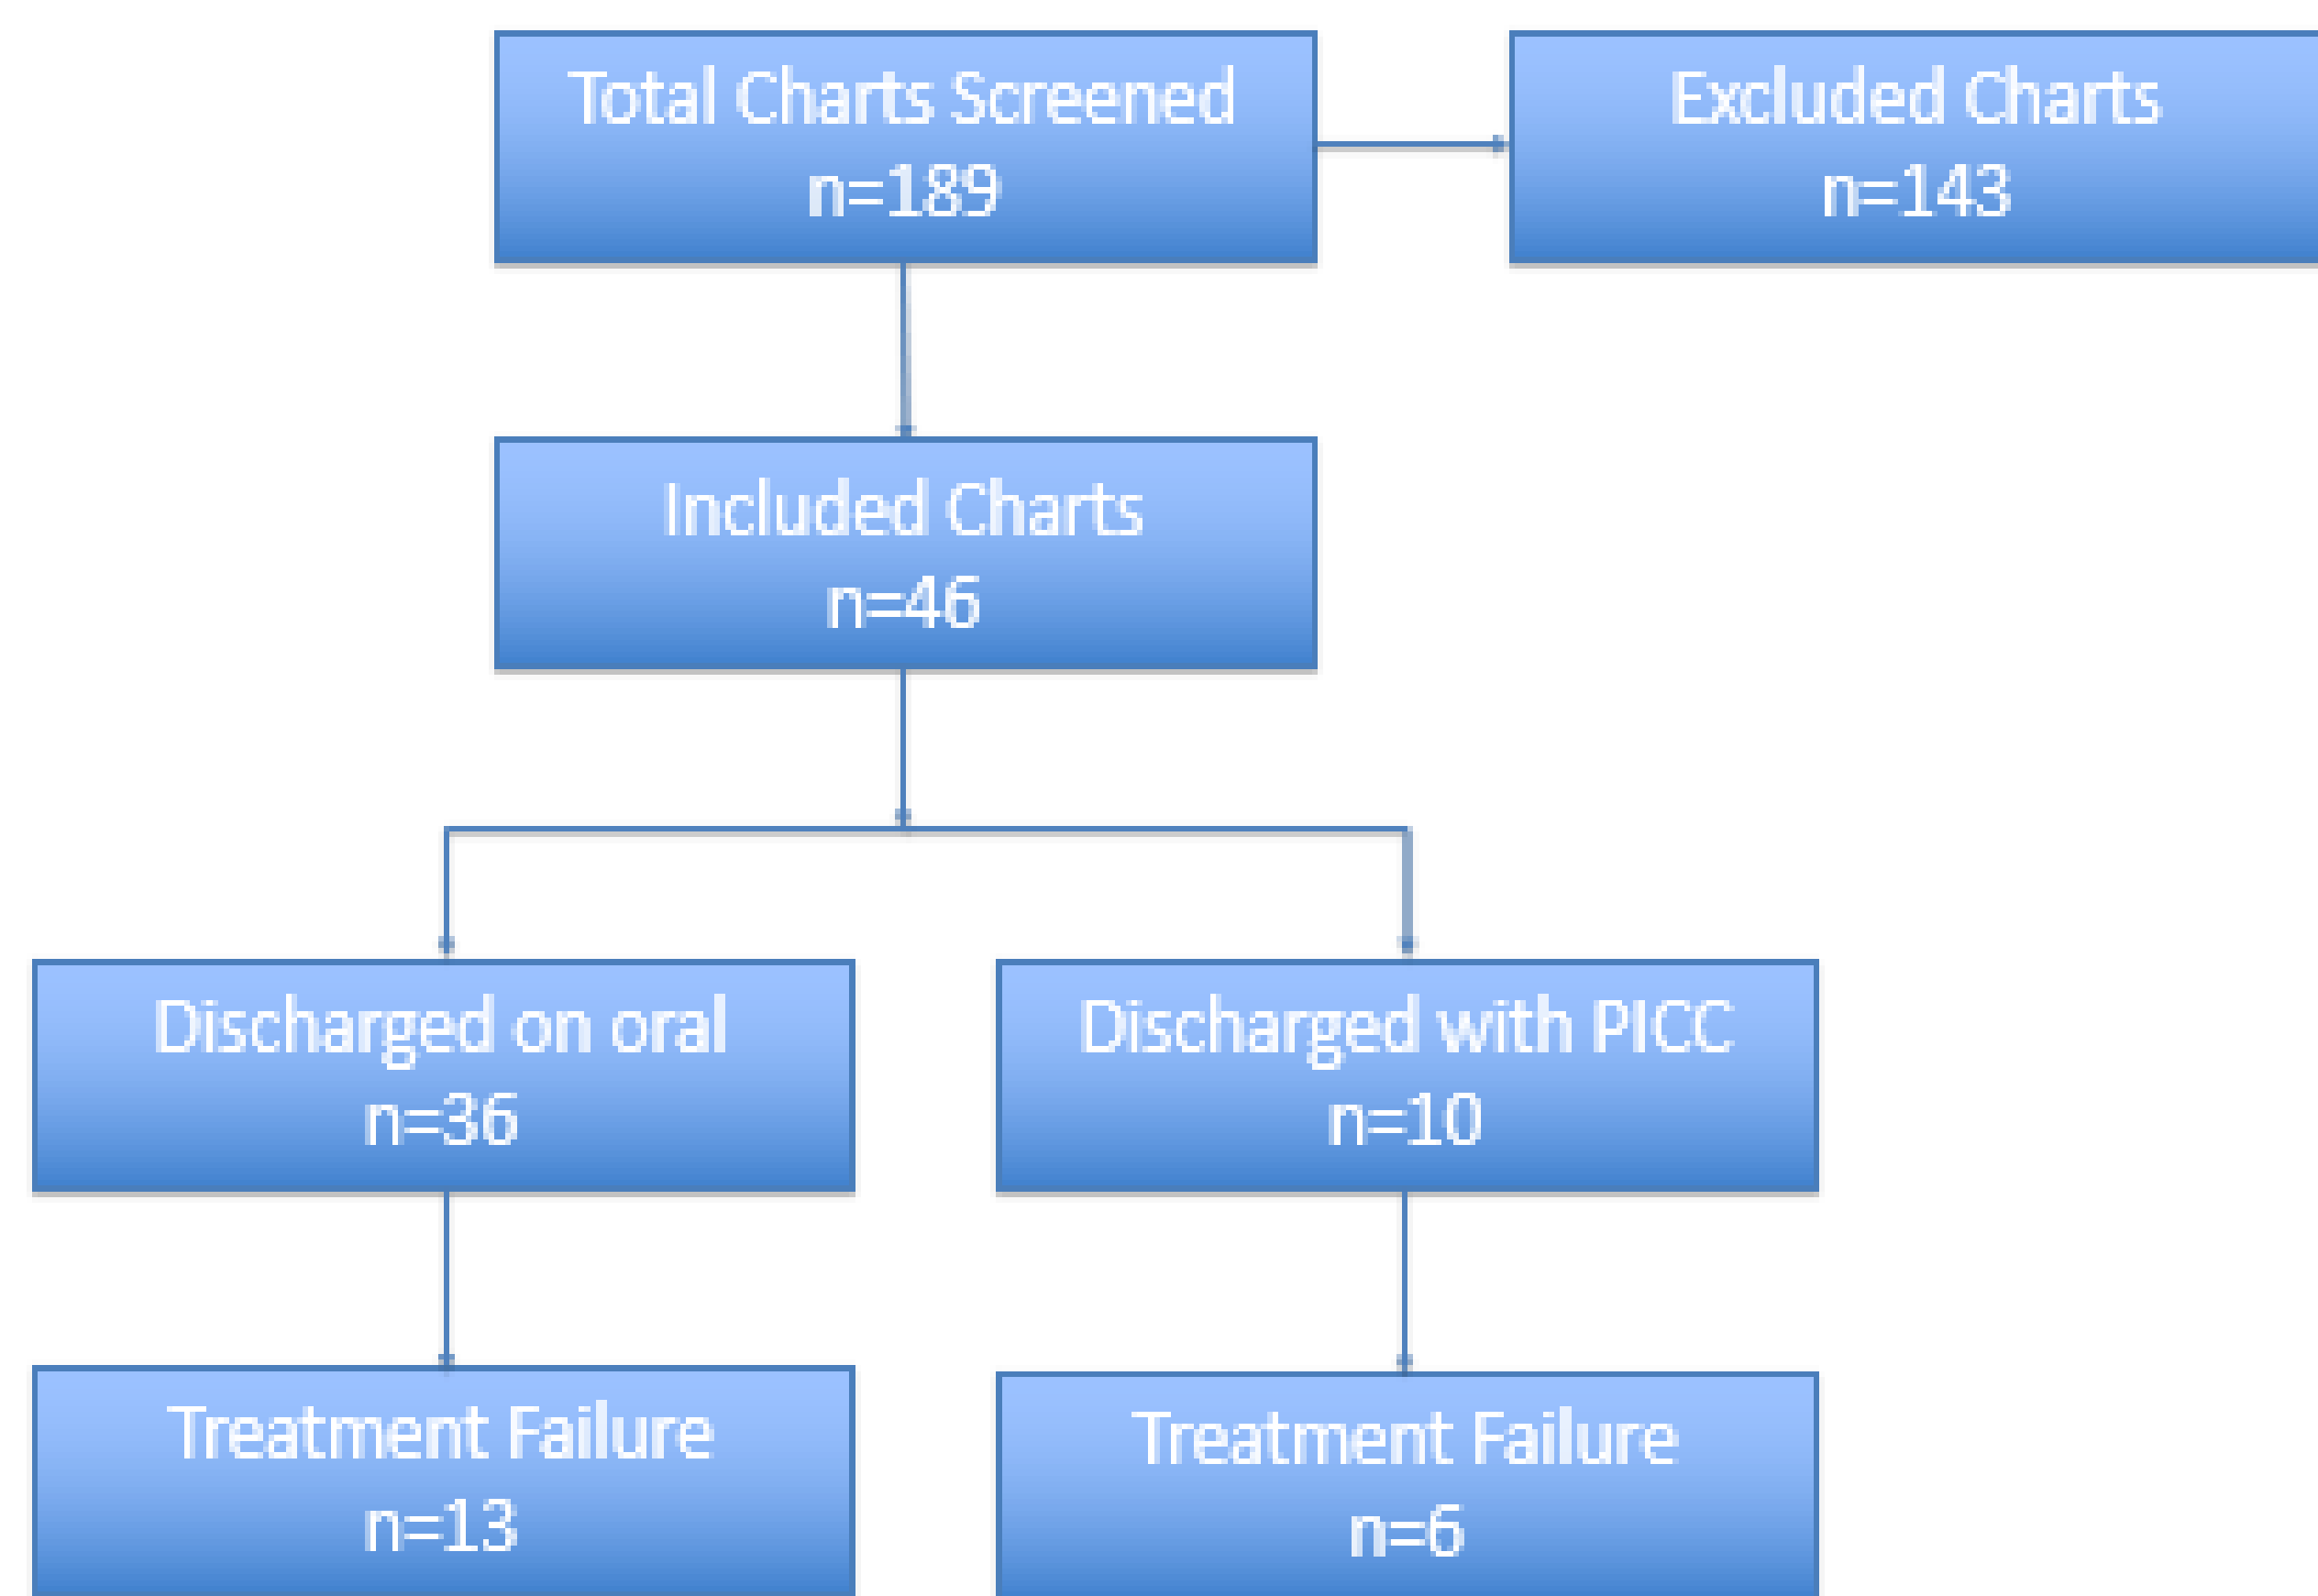 Total Charts Screened
n=189
Excluded Charts
n=143
Included Charts
n=46
Discharged on oral
n=36
Discharged with PICC
n=10
Treatment Failure
n=13
Treatment Failure
n=6